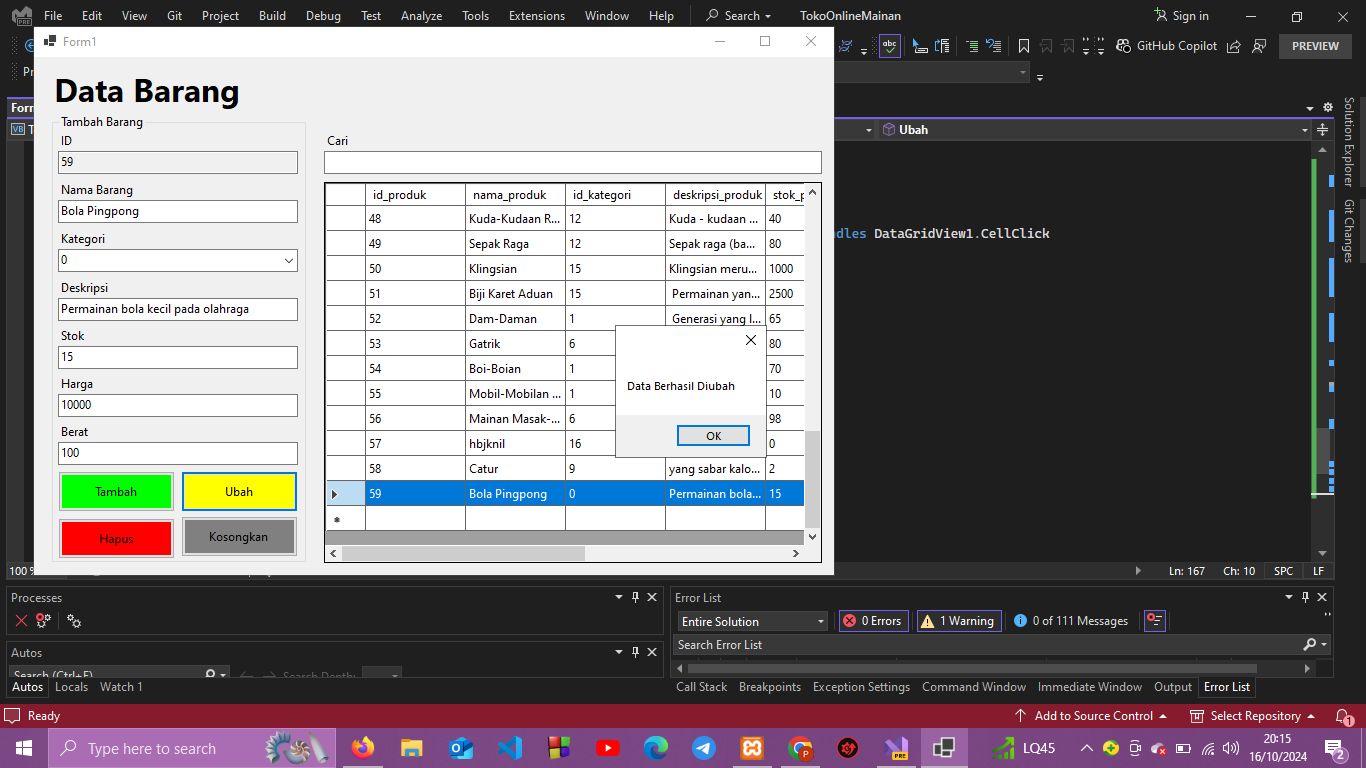 File Edit View Git Project Build Debug Test Analyze Tools Extensions Window Help Search TokoOnlineMainan Sign in
Form1
GitHub Copilot PREVIEW
Data Barang
Tambah Barang
ID
59
Nama Barang
Bola Pingpong
Kategori
0
Deskripsi
Permainan bola kecil pada olahraga
Stok
15
Harga
10000
Berat
100
Tambah Ubah
Hapus Kosongkan
Cari
id_produk nama_produk id_kategori deskripsi_produk
48 Kuda-Kudaan R... 12 Kuda - kudaan ... 40
49 Sepak Raga 12 Sepak raga (ba... 80
50 Klingsian 15 Klingsian meru... 1000
51 Biji Karet Aduan 15 Permainan yan... 2500
52 Dam-Daman 1 Generasi yang l... 65
53 Gatrik 6 80
54 Boi-Boian 1 70
55 Mobil-Mobilan ... 1 10
56 Mainan Masak-... 6 98
57 hbjknil 16 0
58 Catur 9 yang sabar kalo... 2
59 Bola Pingpong 0 Permainan bola... 15
*
Data Berhasil Diubah
OK
Ubah
DataGridView1.CellClick
Solution Explorer
Git Changes
Ln: 167 Ch: 10 SPC LF
Processes
Autos
Search (Ctrl+E) Search Depth:
Autos Locals Watch 1
Error List
Entire Solution 0 Errors 1 Warning 0 of 111 Messages
Search Error List
Call Stack Breakpoints Exception Settings Command Window Immediate Window Output Error List
Ready Add to Source Control Select Repository 1
Type here to search LQ45 20:15
16/10/2024 2